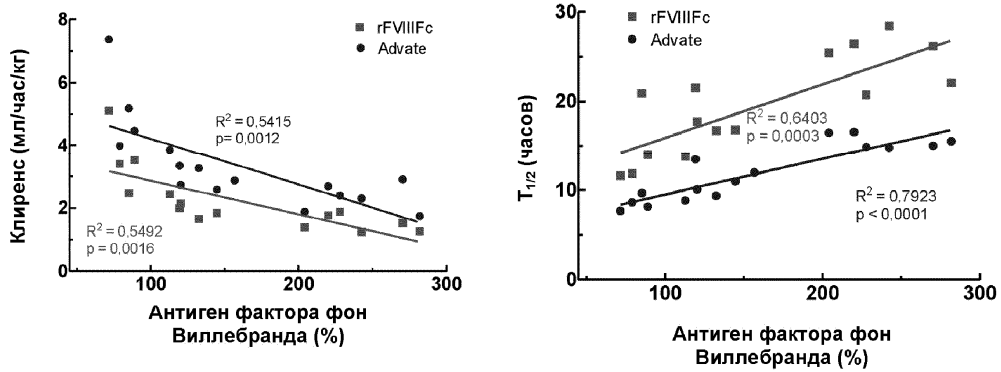 rFVIIIFc
Advate
8
6
4
2
0
Клиренс (мл/час/кг)
R² = 0,5415
p= 0,0012
R² = 0,5492
p = 0,0016
100
200
300
Антиген фактора фон
Виллебранда (%)
rFVIIIFc
Advate
30
20
10
0
T1/2 (часов)
R² = 0,6403
p = 0,0003
R² = 0,7923
p < 0,0001
100
200
300
Антиген фактора фон
Виллебранда (%)